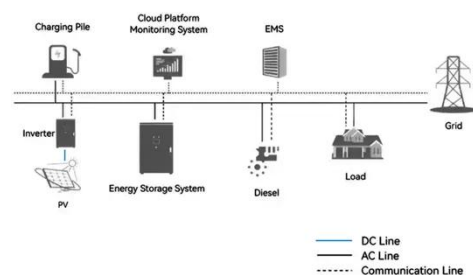 Charging Pile
Cloud Platform
Monitoring System
EMS
Grid
Inverter
PV
Energy Storage System
Diesel
Load
DC Line
AC Line
Communication Line